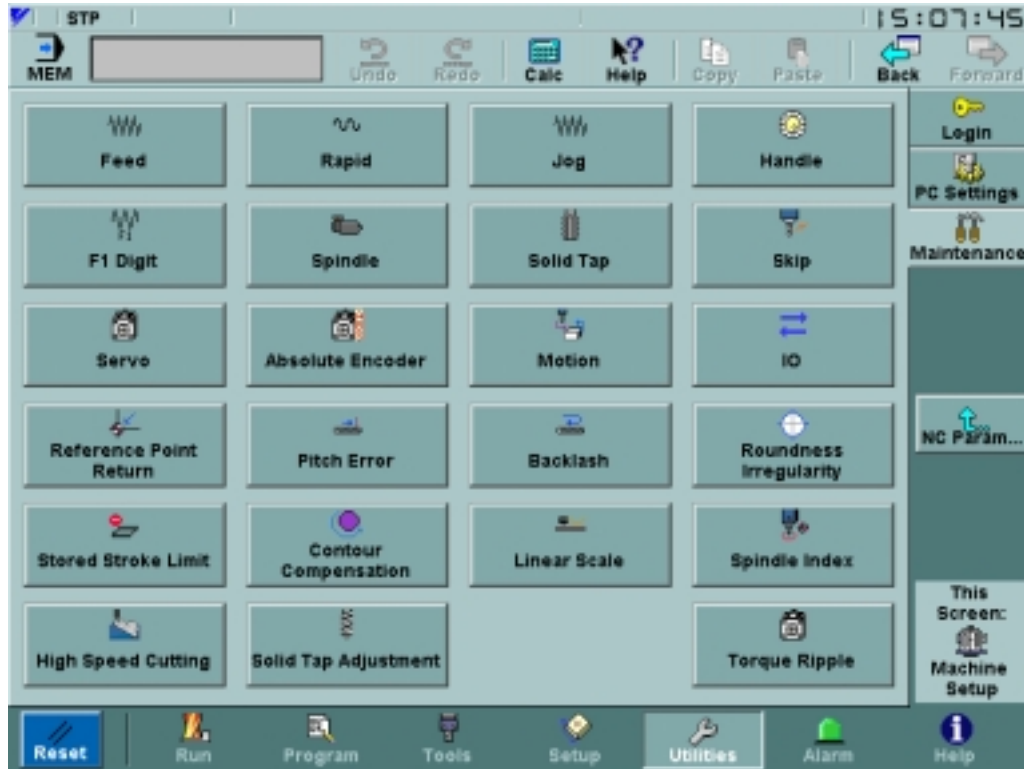 STP
15:07:45
MEM
Undo
Redo
Calc
Help
Copy
Paste
Back
Forward
Feed
Rapid
Jog
Handle
Login
PC Settings
F1 Digit
Spindle
Solid Tap
Skip
Maintenance
Servo
Absolute Encoder
Motion
IO
Reference Point
Return
Pitch Error
Backlash
Roundness
Irregularity
NC Param...
Stored Stroke Limit
Contour
Compensation
Linear Scale
Spindle Index
High Speed Cutting
Solid Tap Adjustment
Torque Ripple
This
Screen:
Machine
Setup
Reset
Run
Program
Tools
Setup
Utilities
Alarm
Help